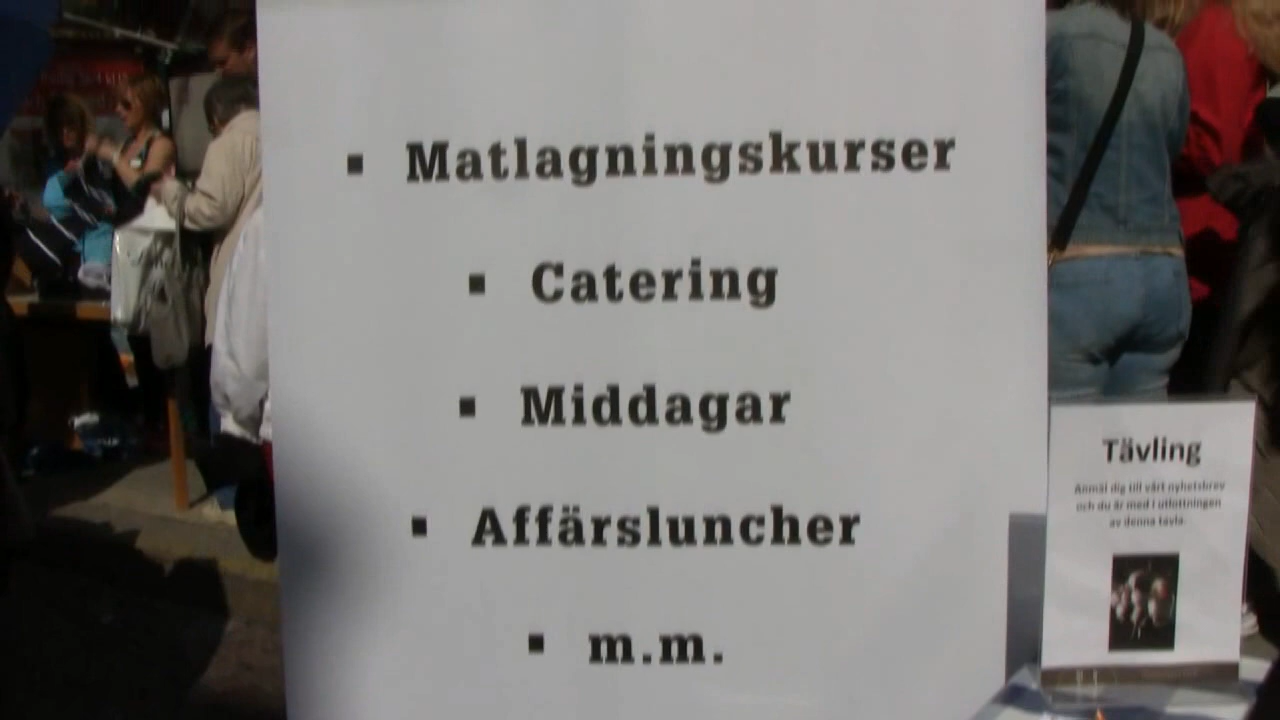 ▪ Matlagningskurser
▪ Catering
▪ Middagar
▪ Affärsluncher
▪ m.m.
Tävling
Anmäl dig till vårt nyhetsbrev
och du är med i utlottningen
av denna tavla.